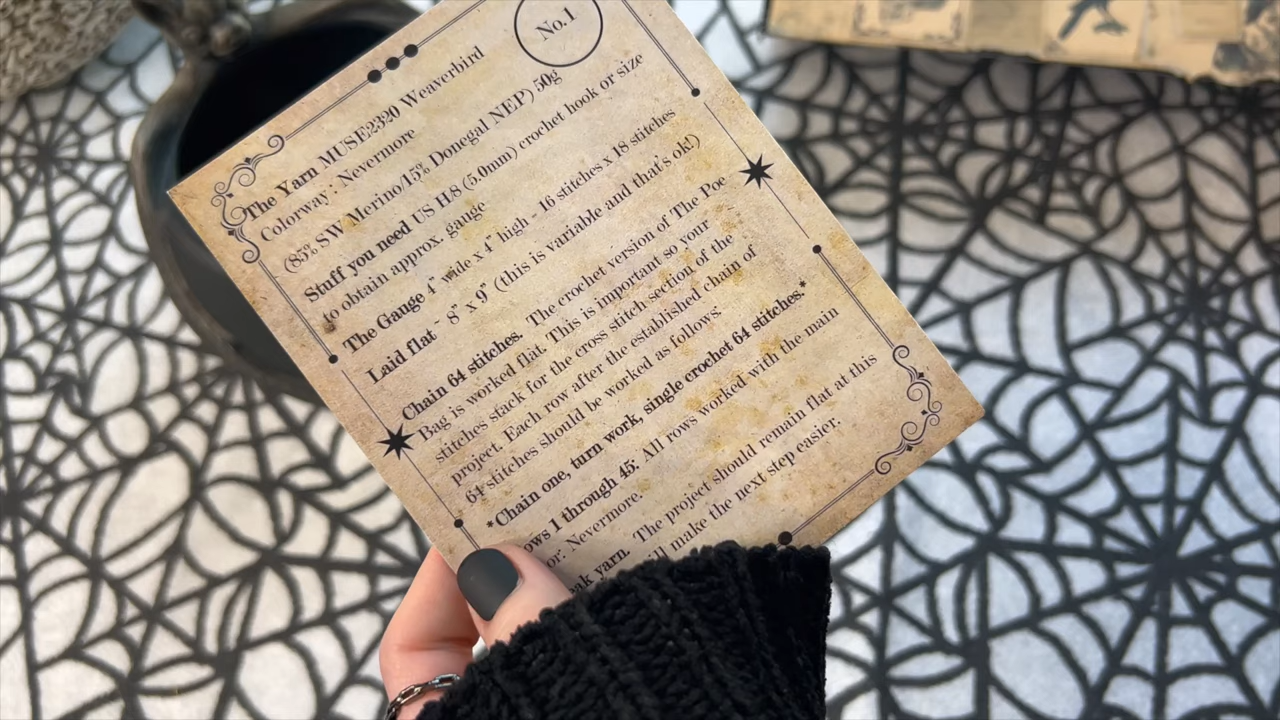 No.1
The Yarn MUSE;2320 Weaverbird
Colorway : Nevermore
(85% SW Merino/15% Donegal NEP) 50g
Stuff you need US H/8 (5.0mm) crochet hook or size
to obtain approx. gauge
The Gauge 4" wide x 4" high - 16 stitches x 18 stitches
Laid flat - 8" x 9" (this is variable and that's ok!)
Chain 64 stitches. The crochet version of The Poe
Bag is worked flat. This is important so your
stitches stack for the cross stitch section of the
project. Each row after the established chain of
64 stitches should be worked as follows:
*Chain one, turn work, single crochet 64 stitches.*
ows 1 through 45: All rows worked with the main
or: Nevermore.
ak yarn. The project should remain flat at this
ll make the next step easier.